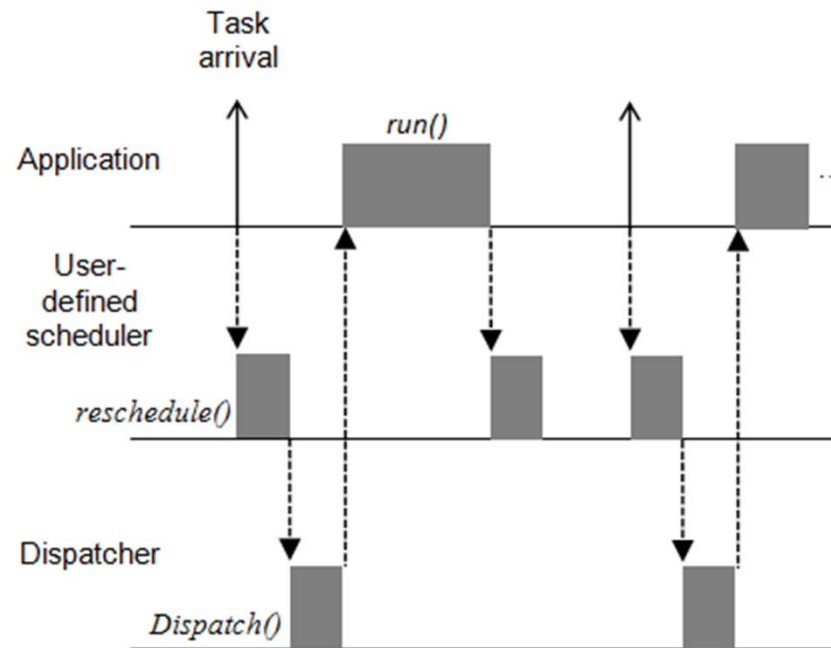 Task
arrival
run()
Application
..
User-
defined
scheduler
reschedule()
Dispatcher
Dispatch()